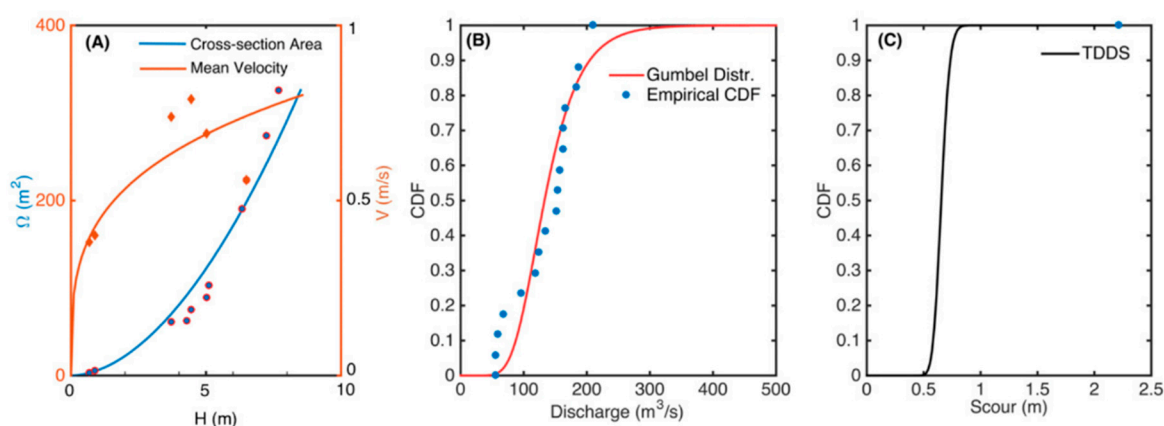 (A)
Cross-section Area
Mean Velocity
400
200
0
Ω (m²)
0
5
10
H (m)
1
0.5
0
V (m/s)
(B)
Gumbel Distr.
Empirical CDF
1
0.9
0.8
0.7
0.6
0.5
0.4
0.3
0.2
0.1
0
CDF
0
100
200
300
400
500
Discharge (m³/s)
(C)
TDDS
1
0.9
0.8
0.7
0.6
0.5
0.4
0.3
0.2
0.1
0
CDF
0
0.5
1
1.5
2
2.5
Scour (m)